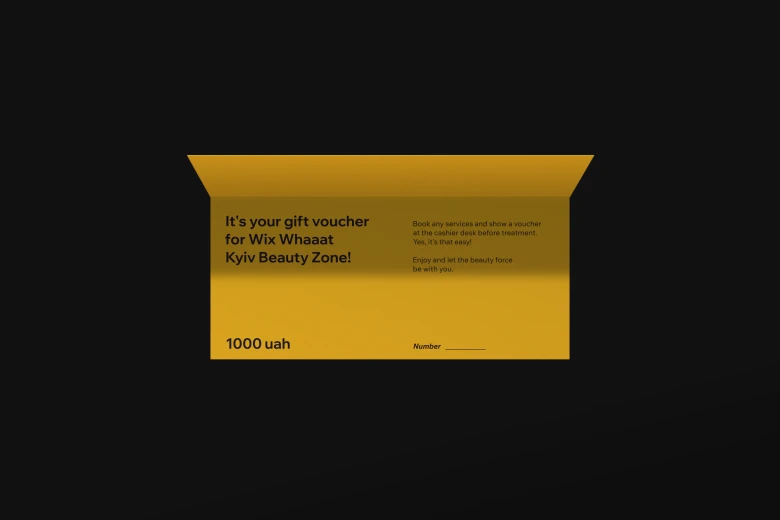 It's your gift voucher
for Wix Whaaat
Kyiv Beauty Zone!
Book any services and show a voucher
at the cashier desk before treatment.
Yes, it's that easy!
Enjoy and let the beauty force
be with you.
1000 uah
Number __________